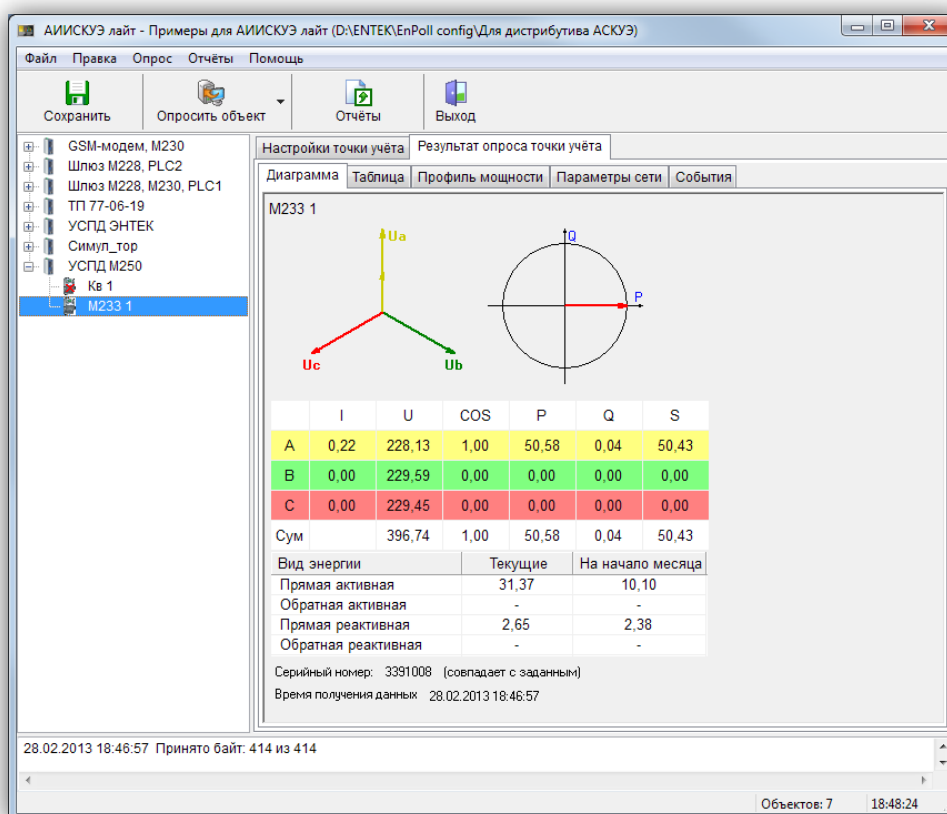 АИИСКУЭ лайт - Примеры для АИИСКУЭ лайт (D:\ENTEK\EnPoll config\Для дистрибутива АСКУЭ)
Файл Правка Опрос Отчёты Помощь
Сохранить Опросить объект Отчёты Выход
GSM-модем, М230
Шлюз М228, PLC2
Шлюз М228, М230, PLC1
ТП 77-06-19
УСПД ЭНТЕК
Симул_тор
УСПД М250
Кв 1
М233 1
Настройки точки учёта Результат опроса точки учёта
Диаграмма Таблица Профиль мощности Параметры сети События
М233 1
Ua
Uc
Ub
Q
P
I U COS P Q S
A 0,22 228,13 1,00 50,58 0,04 50,43
B 0,00 229,59 0,00 0,00 0,00 0,00
C 0,00 229,45 0,00 0,00 0,00 0,00
Сум 396,74 1,00 50,58 0,04 50,43
Вид энергии Текущие На начало месяца
Прямая активная 31,37 10,10
Обратная активная - -
Прямая реактивная 2,65 2,38
Обратная реактивная - -
Серийный номер: 3391008 (совпадает с заданным)
Время получения данных 28.02.2013 18:46:57
28.02.2013 18:46:57 Принято байт: 414 из 414
Объектов: 7 18:48:24